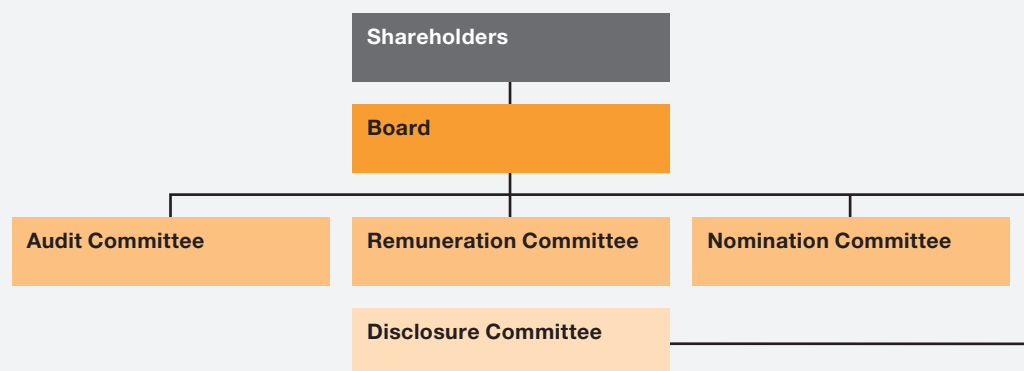 Shareholders
Board
Audit Committee
Remuneration Committee
Nomination Committee
Disclosure Committee